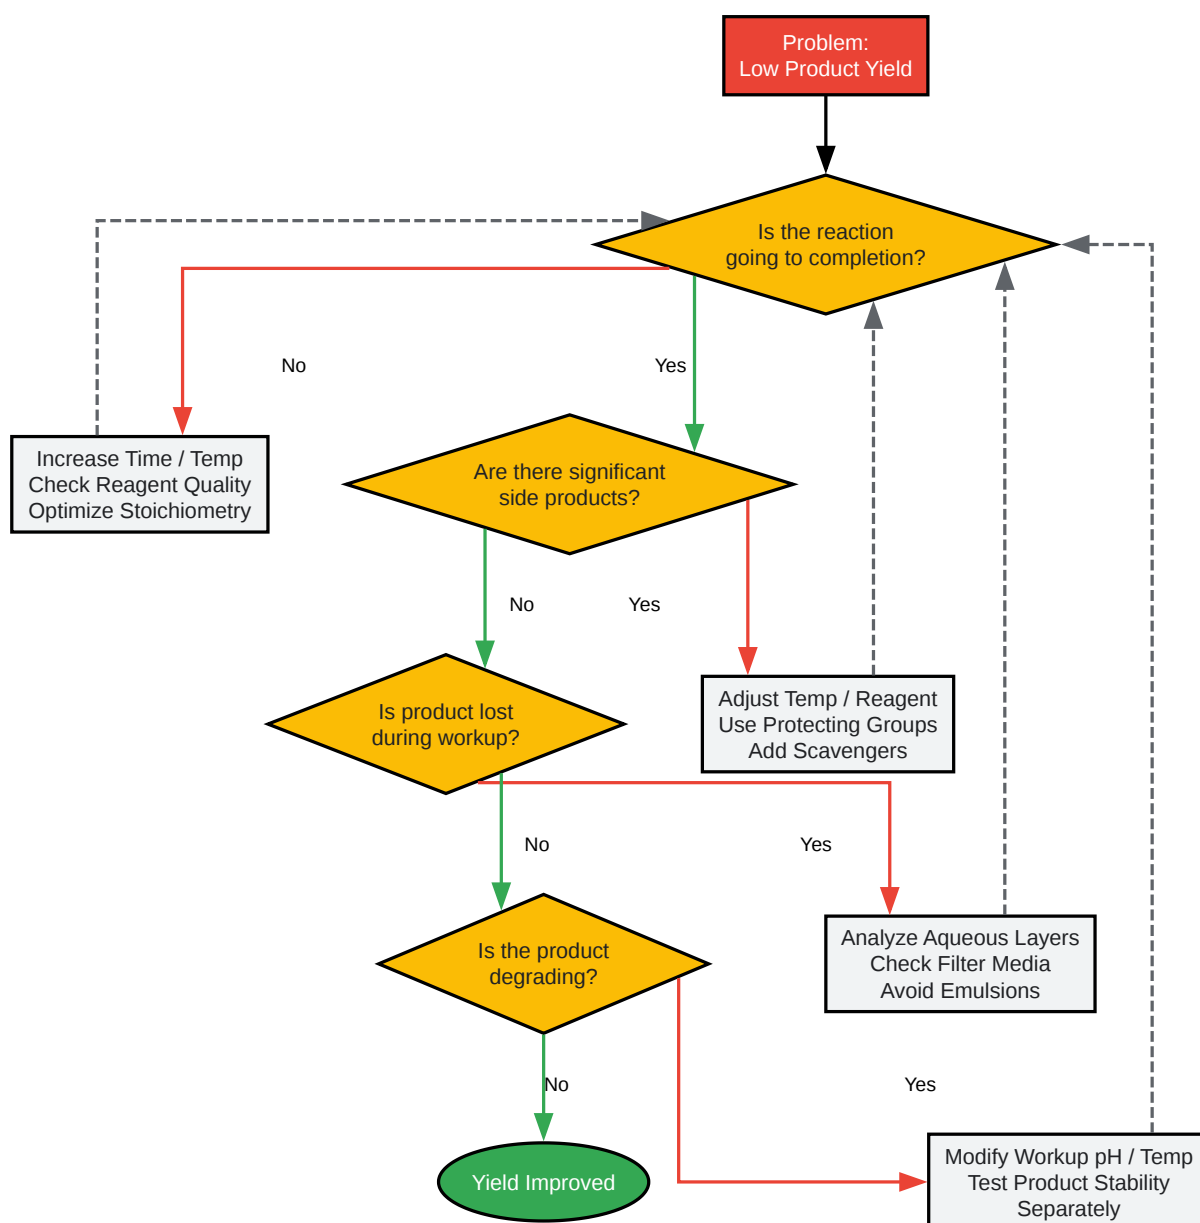 Problem:
Low Product Yield
Is the reaction
going to completion?
No
Yes
Increase Time / Temp
Check Reagent Quality
Optimize Stoichiometry
Are there significant
side products?
No
Yes
Is product lost
during workup?
Adjust Temp / Reagent
Use Protecting Groups
Add Scavengers
No
Yes
Is the product
degrading?
Analyze Aqueous Layers
Check Filter Media
Avoid Emulsions
No
Yes
Yield Improved
Modify Workup pH / Temp
Test Product Stability
Separately